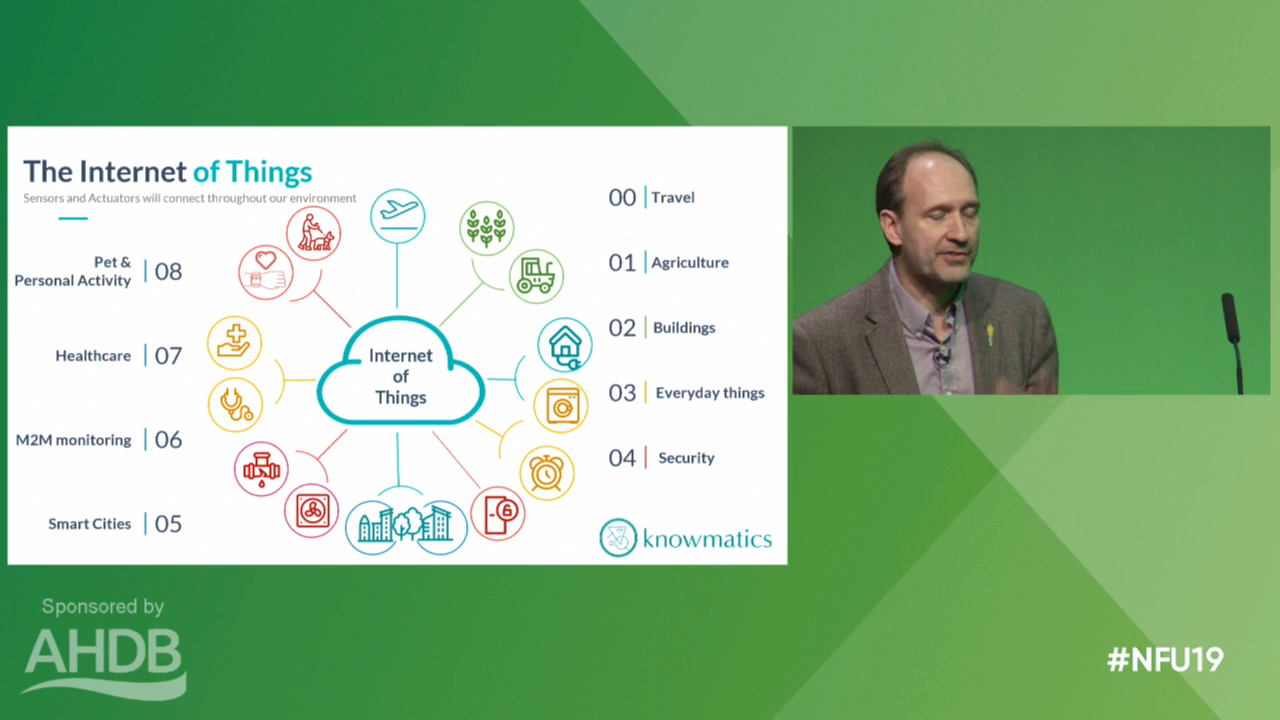 The Internet of Things
Sensors and Actuators will connect throughout our environment
Pet &
Personal Activity | 08
Healthcare | 07
M2M monitoring | 06
Smart Cities | 05
Internet
of
Things
00 | Travel
01 | Agriculture
02 | Buildings
03 | Everyday things
04 | Security
knowmatics
Sponsored by
AHDB
#NFU19